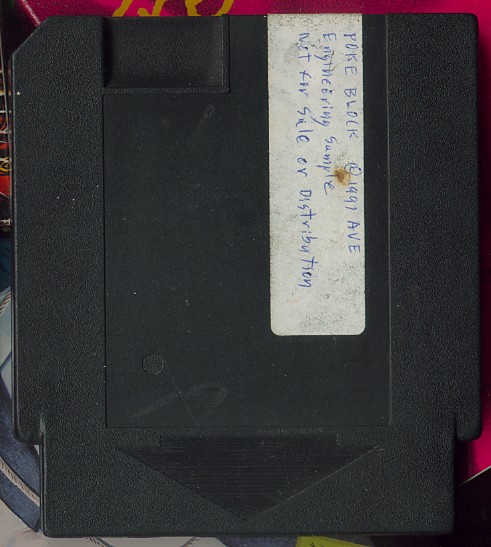 POKE BLOCK © 1991 AVE
Engineering Sample
Not for Sale or Distribution